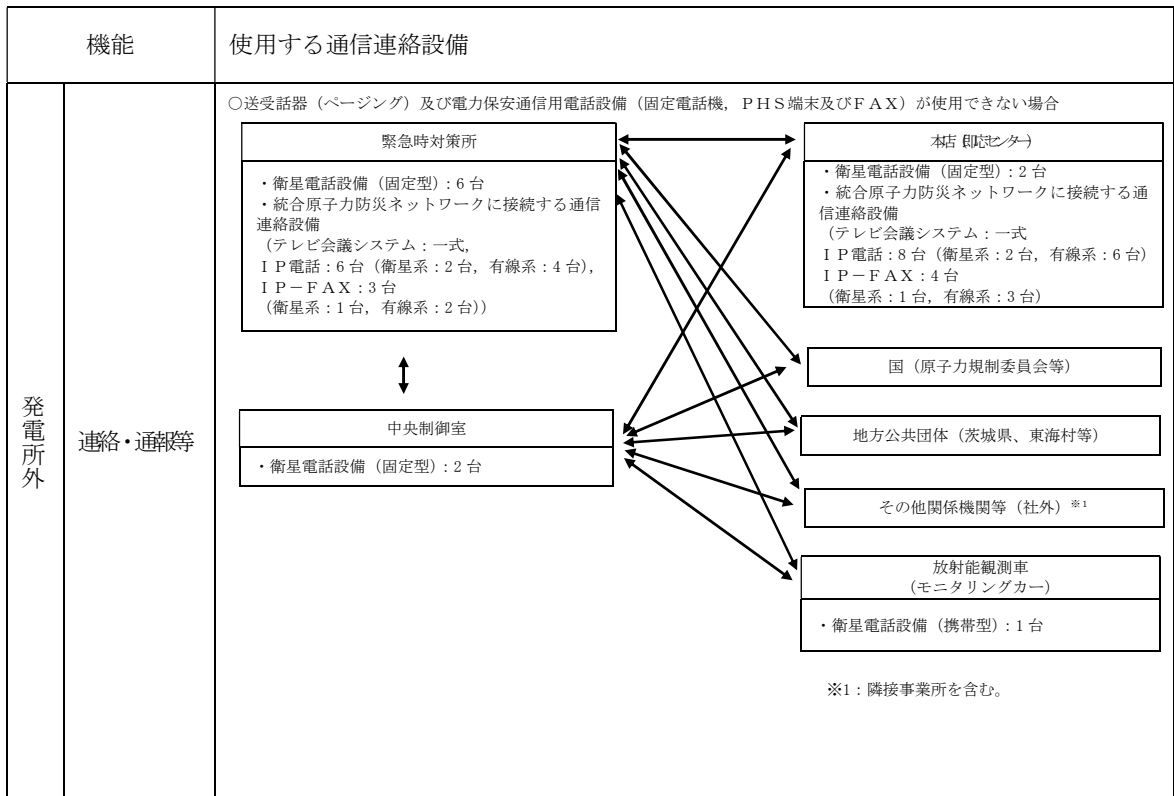 機能
使用する通信連絡設備
発電所外
連絡・通報等
○送受話器（ページング）及び電力保安通信用電話設備（固定電話機，ＰＨＳ端末及びＦＡＸ）が使用できない場合
緊急時対策所
・衛星電話設備（固定型）：6 台
・統合原子力防災ネットワークに接続する通信
連絡設備
（テレビ会議システム：一式，
ＩＰ電話：6 台（衛星系：2 台，有線系：4 台），
ＩＰ－ＦＡＸ：3 台
（衛星系：1 台，有線系：2 台））
中央制御室
・衛星電話設備（固定型）：2 台
本店（即応センター）
・衛星電話設備（固定型）：2 台
・統合原子力防災ネットワークに接続する通
信連絡設備
（テレビ会議システム：一式
ＩＰ電話：8 台（衛星系：2 台，有線系：6 台）
ＩＰ－ＦＡＸ：4 台
（衛星系：1 台，有線系：3 台）
国（原子力規制委員会等）
地方公共団体（茨城県、東海村等）
その他関係機関等（社外）※1
放射能観測車
（モニタリングカー）
・衛星電話設備（携帯型）：1 台
※1：隣接事業所を含む。